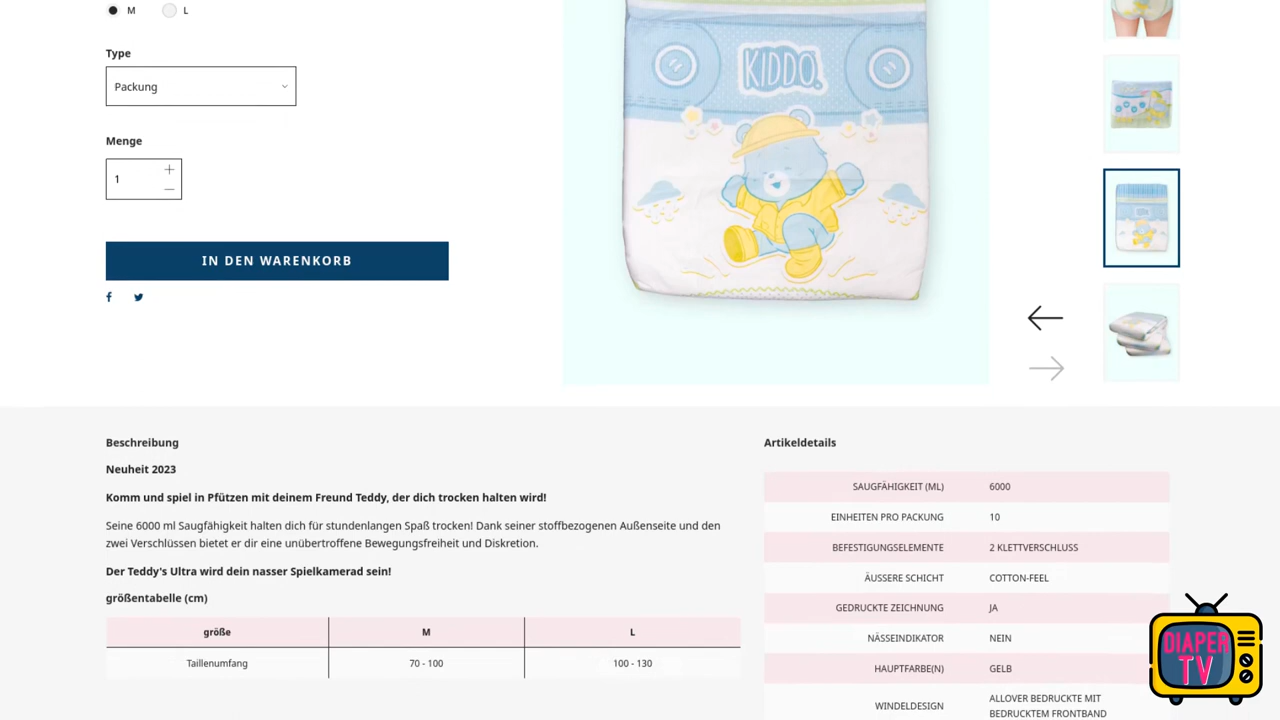 M
L
Type
Packung
Menge
1
IN DEN WARENKORB
KIDDO
Beschreibung
Neuheit 2023
Komm und spiel in Pfützen mit deinem Freund Teddy, der dich trocken halten wird!
Seine 6000 ml Saugfähigkeit halten dich für stundenlangen Spaß trocken! Dank seiner stoffbezogenen Außenseite und den
zwei Verschlüssen bietet er dir eine unübertroffene Bewegungsfreiheit und Diskretion.
Der Teddy's Ultra wird dein nasser Spielkamerad sein!
größentabelle (cm)
größe M L
Taillenumfang 70 - 100 100 - 130
Artikeldetails
SAUGFÄHIGKEIT (ML) 6000
EINHEITEN PRO PACKUNG 10
BEFESTIGUNGSELEMENTE 2 KLETTVERSCHLUSS
ÄUSSERE SCHICHT COTTON-FEEL
GEDRUCKTE ZEICHNUNG JA
NÄSSEINDIKATOR NEIN
HAUPTFARBE(N) GELB
WINDELDESIGN ALLOVER BEDRUCKTE MIT
BEDRUCKTEM FRONTBAND
DIAPER
TV